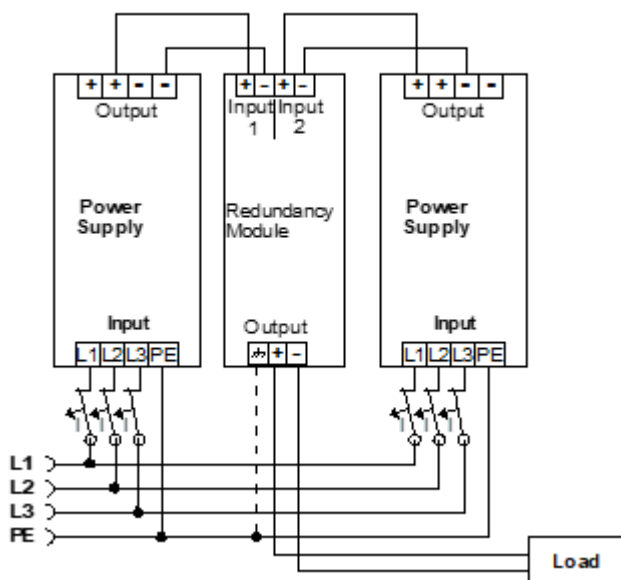 + + - -
Output
Power
Supply
Input
L1 L2 L3 PE
+ - + -
Input Input
1 2
Redundancy
Module
Output
+ -
+ + - -
Output
Power
Supply
Input
L1 L2 L3 PE
I I I
I I I
L1
L2
L3
PE
Load